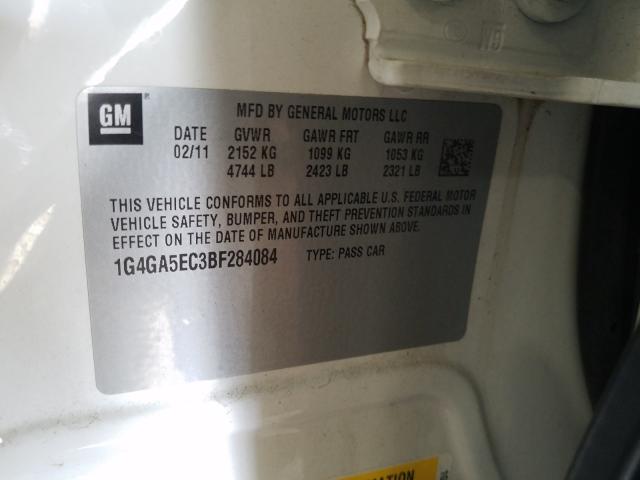 15
GM ®
MFD BY GENERAL MOTORS LLC
DATE GVWR GAWR FRT GAWR RR
02/11 2152 KG 1099 KG 1053 KG
4744 LB 2423 LB 2321 LB
THIS VEHICLE CONFORMS TO ALL APPLICABLE U.S. FEDERAL MOTOR
VEHICLE SAFETY, BUMPER, AND THEFT PREVENTION STANDARDS IN
EFFECT ON THE DATE OF MANUFACTURE SHOWN ABOVE.
1G4GA5EC3BF284084 TYPE: PASS CAR